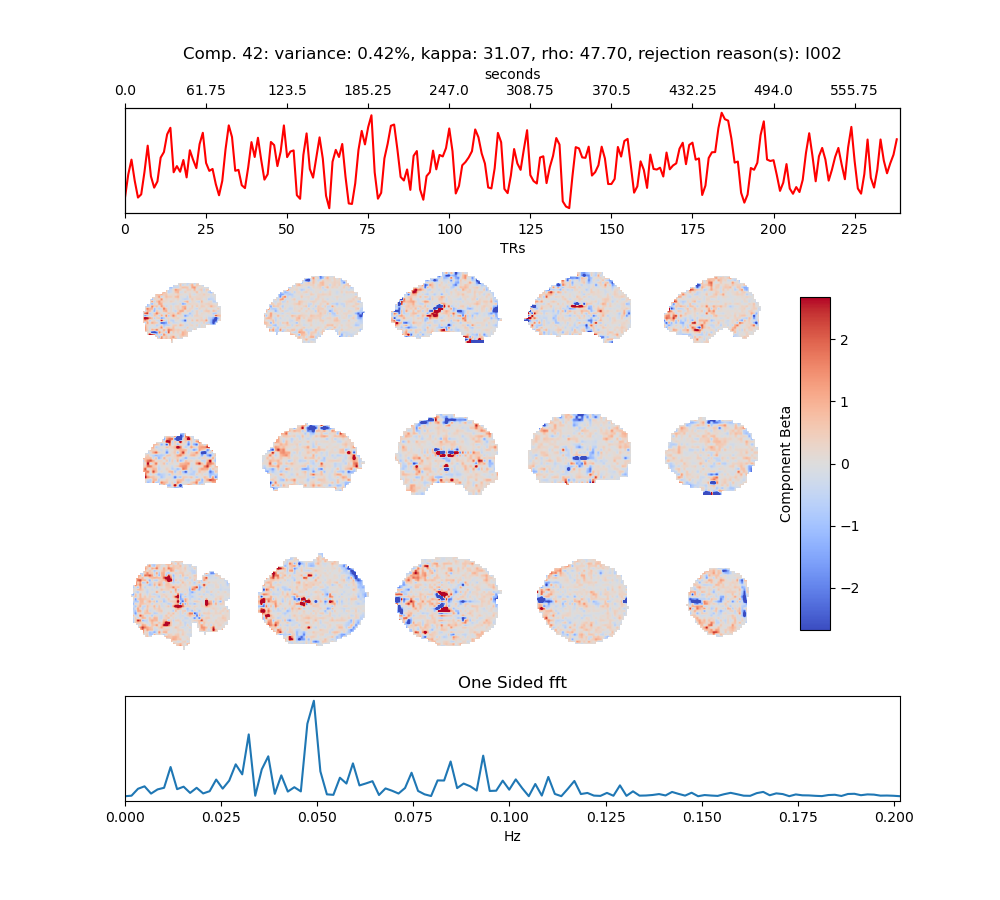 Comp. 42: variance: 0.42%, kappa: 31.07, rho: 47.70, rejection reason(s): I002
seconds
0.0 61.75 123.5 185.25 247.0 308.75 370.5 432.25 494.0 555.75
0 25 50 75 100 125 150 175 200 225
TRs
2
1
0
−1
−2
Component Beta
One Sided fft
0.000 0.025 0.050 0.075 0.100 0.125 0.150 0.175 0.200
Hz